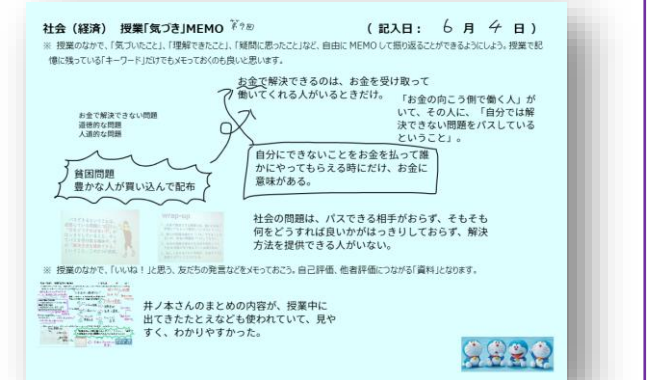 社会（経済） 授業「気づき」MEMO 第9回 （記入日： 6 月 4 日）
※ 授業のなかで、「気づいたこと」、「理解できたこと」、「疑問に思ったこと」など、自由に MEMO して振り返ることができるようにしよう。授業で記
憶に残っている「キーワード」だけでもメモっておくのも良いと思います。
お金で解決できるのは、お金を受け取って
働いてくれる人がいるときだけ。
「お金の向こう側で働く人」が
いて、その人に、「自分では解
決できない問題をパスしている
ということ」。
お金で解決できない問題
道徳的な問題
人道的な問題
貧困問題
豊かな人が買い込んで配布
自分にできないことをお金を払って誰
かにやってもらえる時にだけ、お金に
意味がある。
社会の問題は、パスできる相手がおらず、そもそも
何をどうすれば良いかがはっきりしておらず、解決
方法を提供できる人がいない。
※ 授業のなかで、「いいね！」と思う、友だちの発言などをメモっておこう。自己評価、他者評価につながる「資料」となります。
井ノ本さんのまとめの内容が、授業中に
出てきたたとえなども使われていて、見や
すく、わかりやすかった。